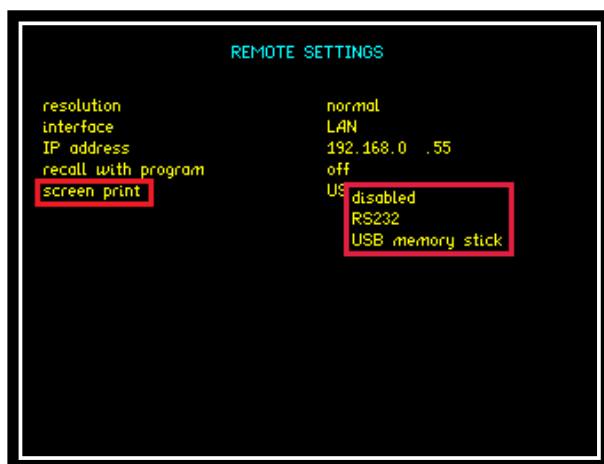 REMOTE SETTINGS
resolution normal
interface LAN
IP address 192.168.0 .55
recall with program off
screen print US
disabled
RS232
USB memory stick